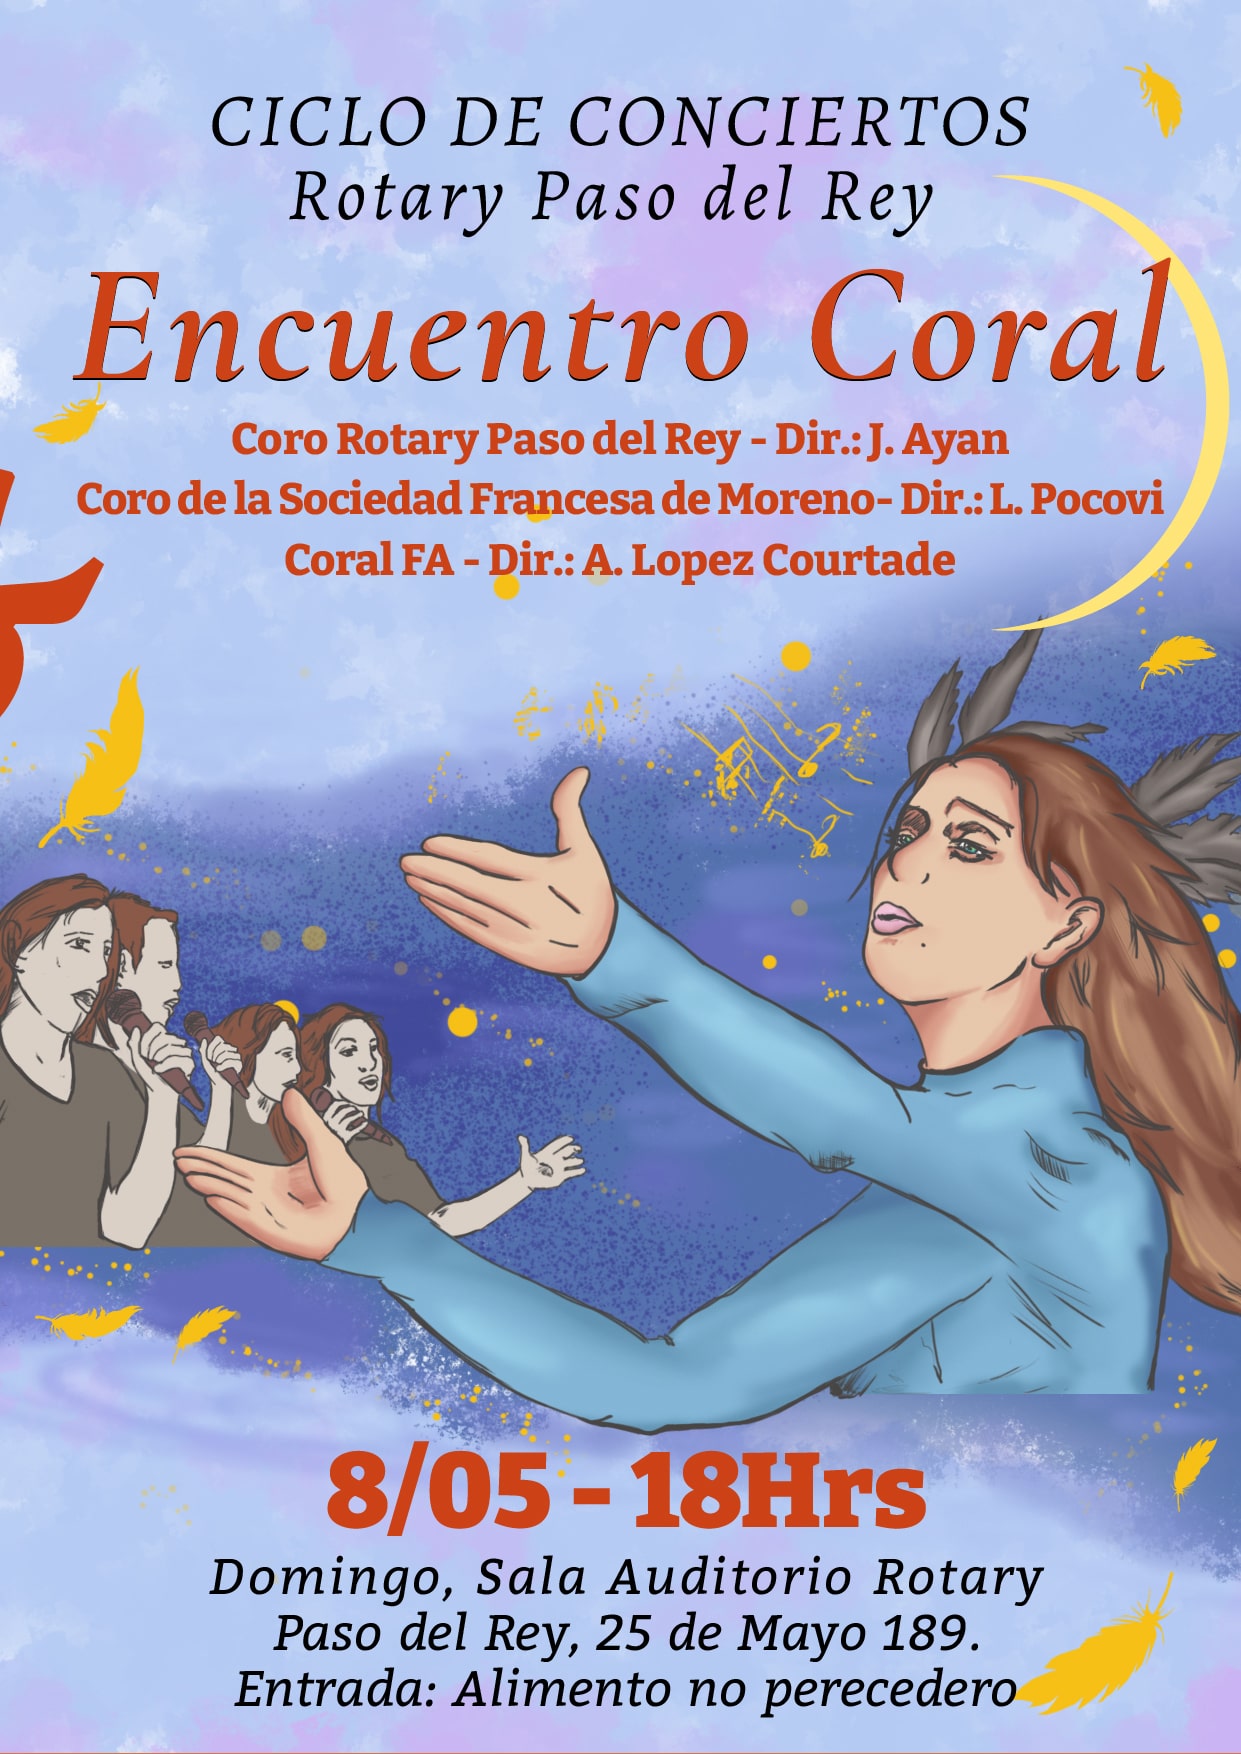 CICLO DE CONCIERTOS
Rotary Paso del Rey
Encuentro Coral
Coro Rotary Paso del Rey - Dir.: J. Ayan
Coro de la Sociedad Francesa de Moreno- Dir.: L. Pocovi
Coral FA - Dir.: A. Lopez Courtade
8/05 - 18Hrs
Domingo, Sala Auditorio Rotary
Paso del Rey, 25 de Mayo 189.
Entrada: Alimento no perecedero